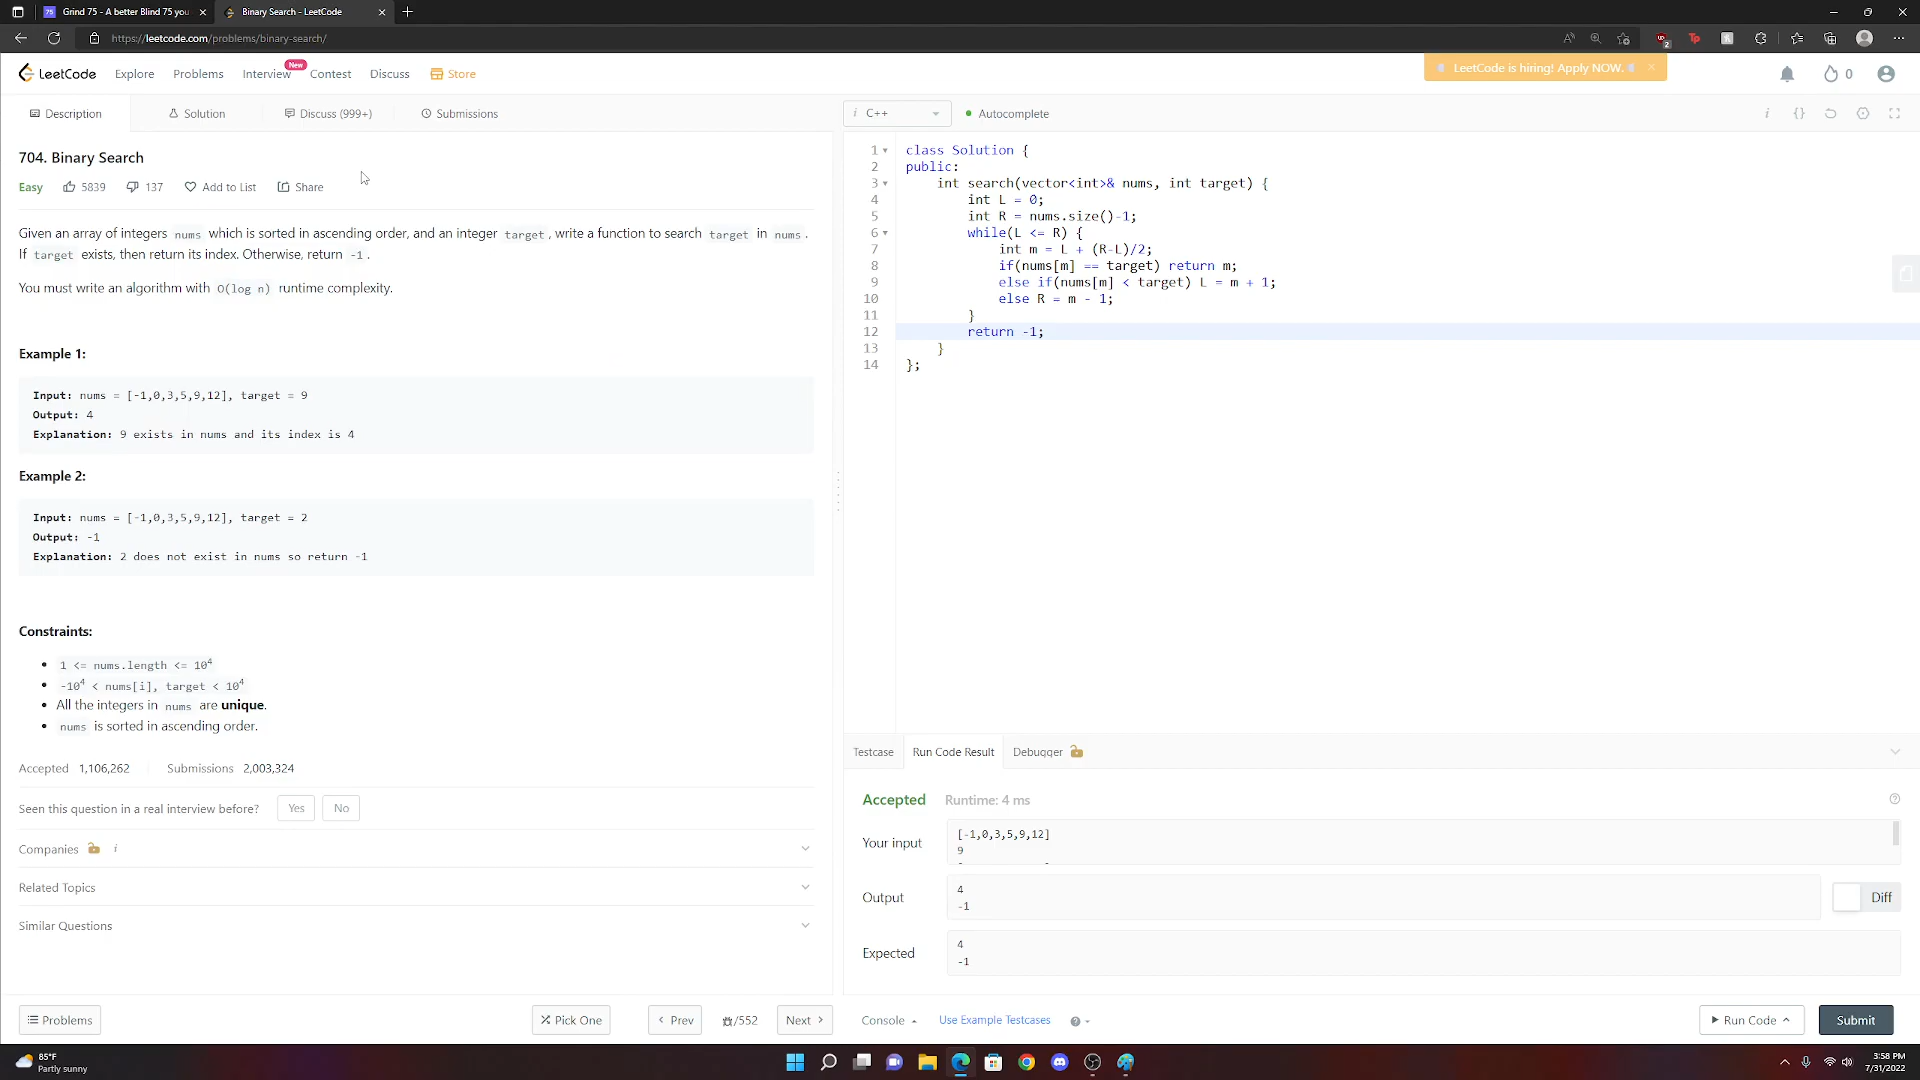 Grind 75 - A better Blind 75 you
Binary Search - LeetCode
https://leetcode.com/problems/binary-search/
LeetCode
Explore
Problems
Interview
New
Contest
Discuss
Store
LeetCode is hiring! Apply NOW.
0
Description
Solution
Discuss (999+)
Submissions
C++
Autocomplete
704. Binary Search
Easy
5839
137
Add to List
Share
Given an array of integers nums which is sorted in ascending order, and an integer target, write a function to search target in nums.
If target exists, then return its index. Otherwise, return -1.
You must write an algorithm with O(log n) runtime complexity.
Example 1:
Input: nums = [-1,0,3,5,9,12], target = 9
Output: 4
Explanation: 9 exists in nums and its index is 4
Example 2:
Input: nums = [-1,0,3,5,9,12], target = 2
Output: -1
Explanation: 2 does not exist in nums so return -1
Constraints:
1 <= nums.length <= 10⁴
-10⁴ < nums[i], target < 10⁴
All the integers in nums are unique.
nums is sorted in ascending order.
Accepted 1,106,262
Submissions 2,003,324
Seen this question in a real interview before?
Yes
No
Companies
Related Topics
Similar Questions
Problems
Pick One
Prev
/552
Next
1 class Solution {
2 public:
3 int search(vector<int>& nums, int target) {
4 int L = 0;
5 int R = nums.size()-1;
6 while(L <= R) {
7 int m = L + (R-L)/2;
8 if(nums[m] == target) return m;
9 else if(nums[m] < target) L = m + 1;
10 else R = m - 1;
11 }
12 return -1;
13 }
14 };
Testcase
Run Code Result
Debugger
Accepted
Runtime: 4 ms
Your input
[-1,0,3,5,9,12]
9
Output
4
-1
Diff
Expected
4
-1
Console
Use Example Testcases
Run Code
Submit
85°F
Partly sunny
3:58 PM
7/31/2022